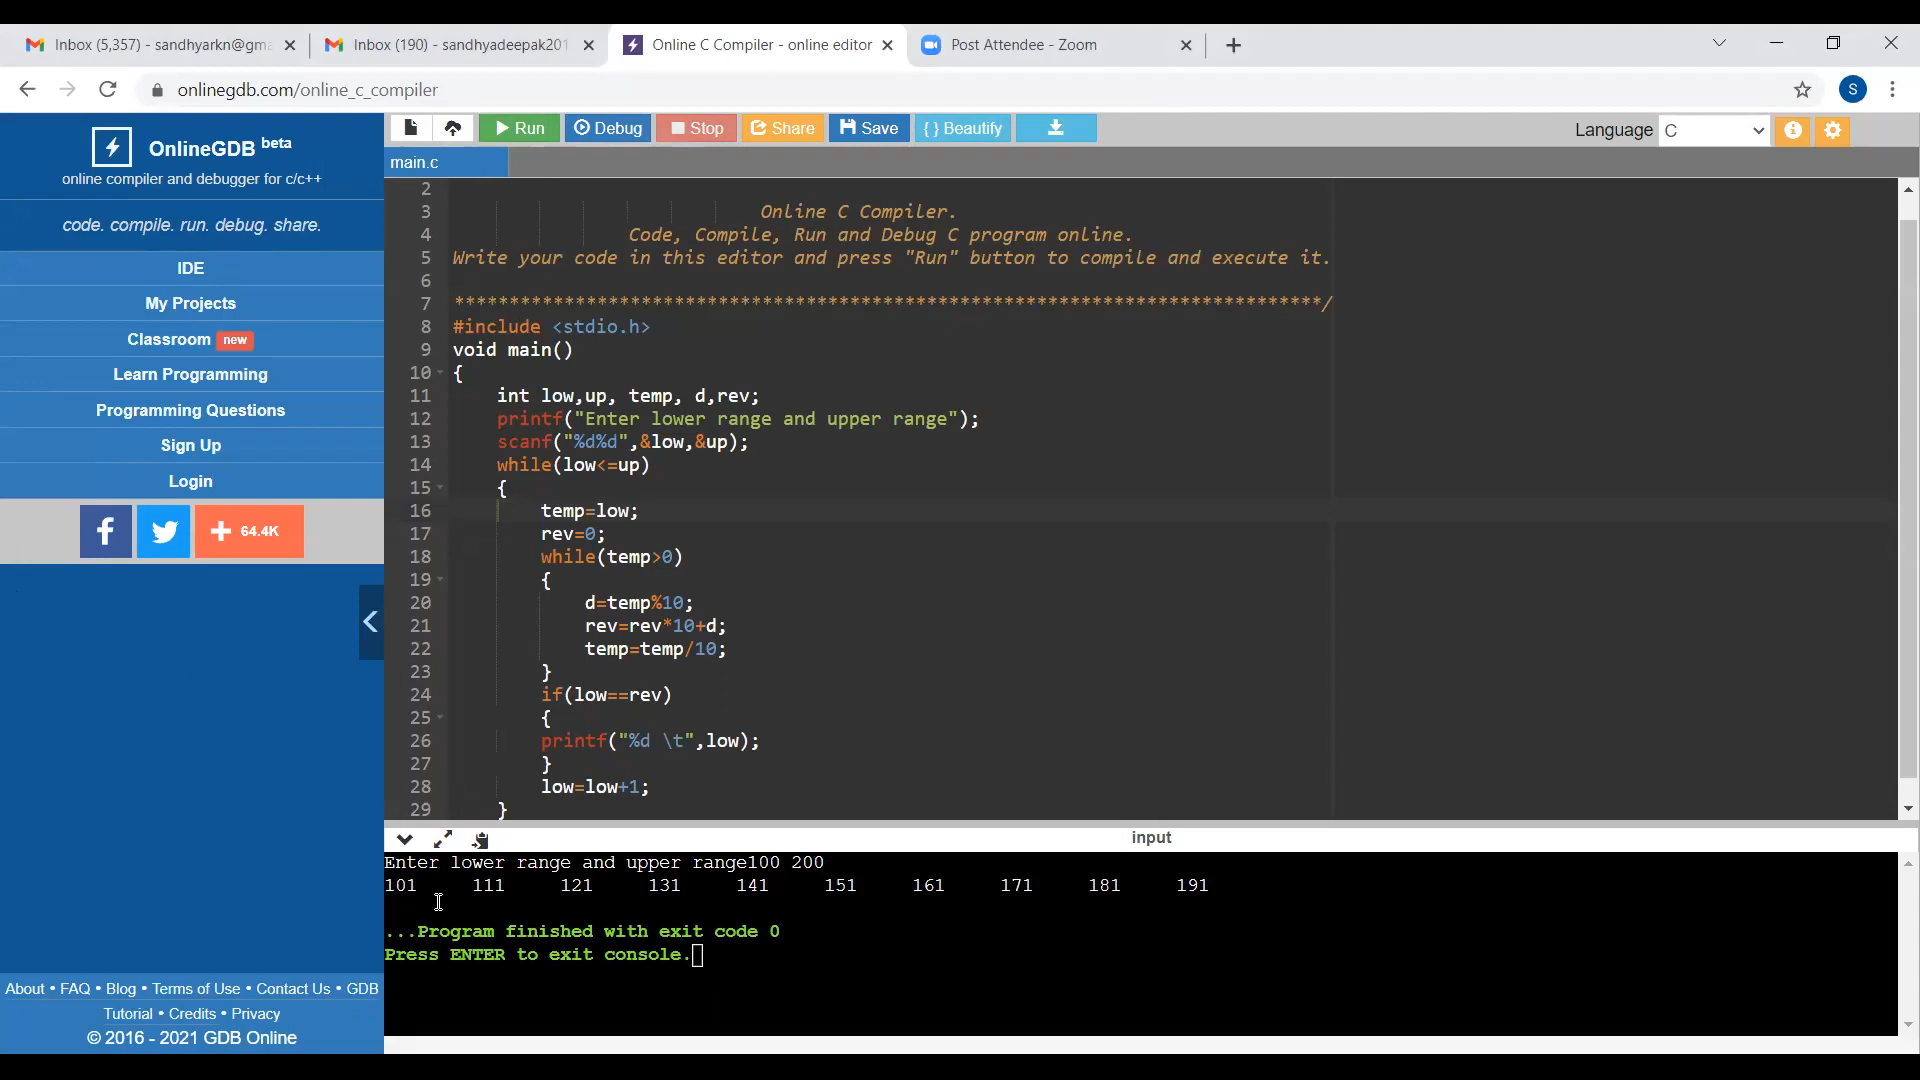 Inbox (5,357) - sandhyarkn@gma
Inbox (190) - sandhyadeepak201
Online C Compiler - online editor
Post Attendee - Zoom
onlinegdb.com/online_c_compiler
S
OnlineGDB beta
online compiler and debugger for c/c++
code. compile. run. debug. share.
IDE
My Projects
Classroom new
Learn Programming
Programming Questions
Sign Up
Login
64.4K
About • FAQ • Blog • Terms of Use • Contact Us • GDB
Tutorial • Credits • Privacy
© 2016 - 2021 GDB Online
Run Debug Stop Share Save { } Beautify
Language C
main.c
2
3 Online C Compiler.
4 Code, Compile, Run and Debug C program online.
5 Write your code in this editor and press "Run" button to compile and execute it.
6
7 *******************************************************************************/
8 #include <stdio.h>
9 void main()
10 {
11 int low,up, temp, d,rev;
12 printf("Enter lower range and upper range");
13 scanf("%d%d",&low,&up);
14 while(low<=up)
15 {
16 temp=low;
17 rev=0;
18 while(temp>0)
19 {
20 d=temp%10;
21 rev=rev*10+d;
22 temp=temp/10;
23 }
24 if(low==rev)
25 {
26 printf("%d \t",low);
27 }
28 low=low+1;
29 }
input
Enter lower range and upper range100 200
101 111 121 131 141 151 161 171 181 191
...Program finished with exit code 0
Press ENTER to exit console.